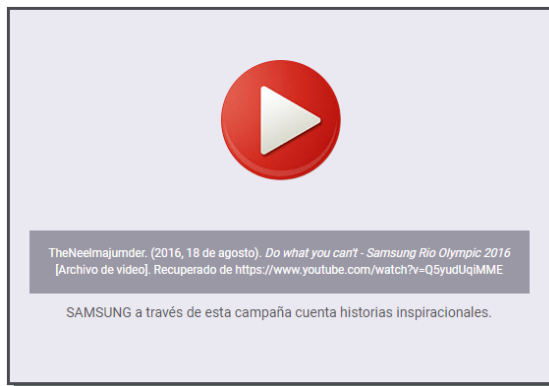 TheNeelmajumder. (2016, 18 de agosto). Do what you can't - Samsung Rio Olympic 2016
[Archivo de video]. Recuperado de https://www.youtube.com/watch?v=Q5yudUqiMME
SAMSUNG a través de esta campaña cuenta historias inspiracionales.